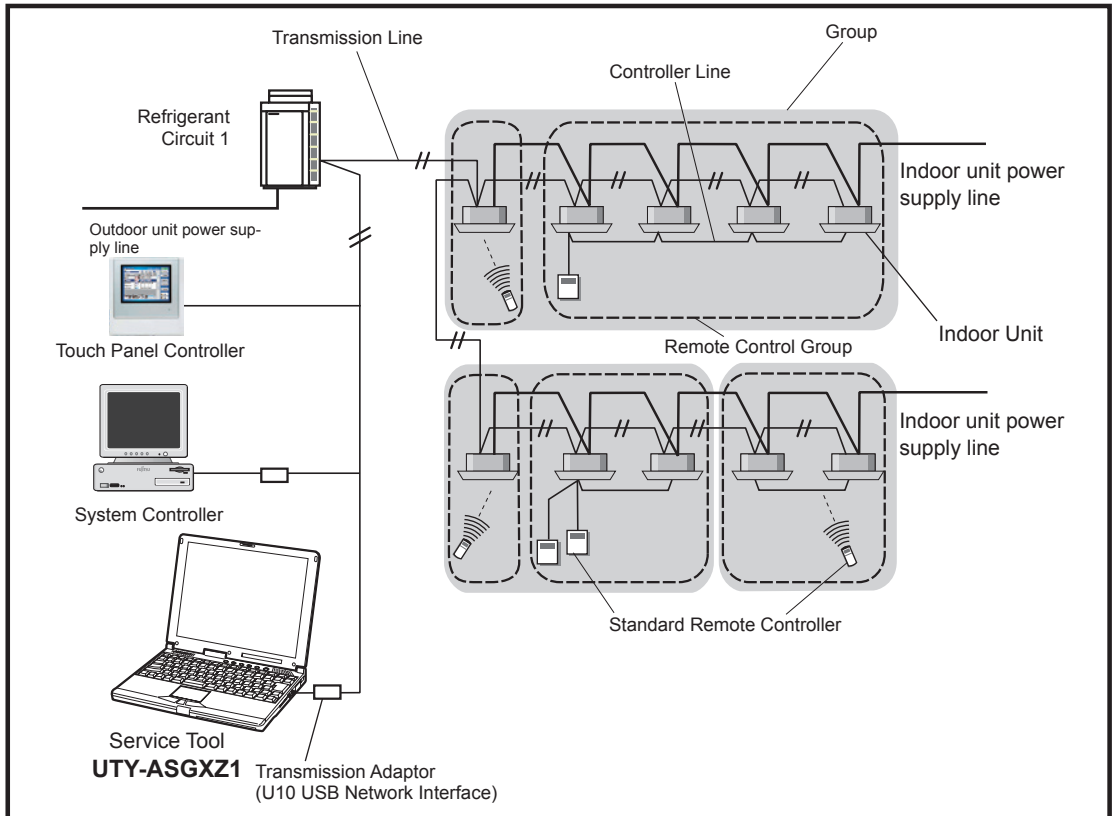 Transmission Line
Group
Controller Line
Refrigerant
Circuit 1
Indoor unit power
supply line
Outdoor unit power sup-
ply line
Touch Panel Controller
Remote Control Group
Indoor Unit
Indoor unit power
supply line
System Controller
Standard Remote Controller
Service Tool
UTY-ASGXZ1
Transmission Adaptor
(U10 USB Network Interface)